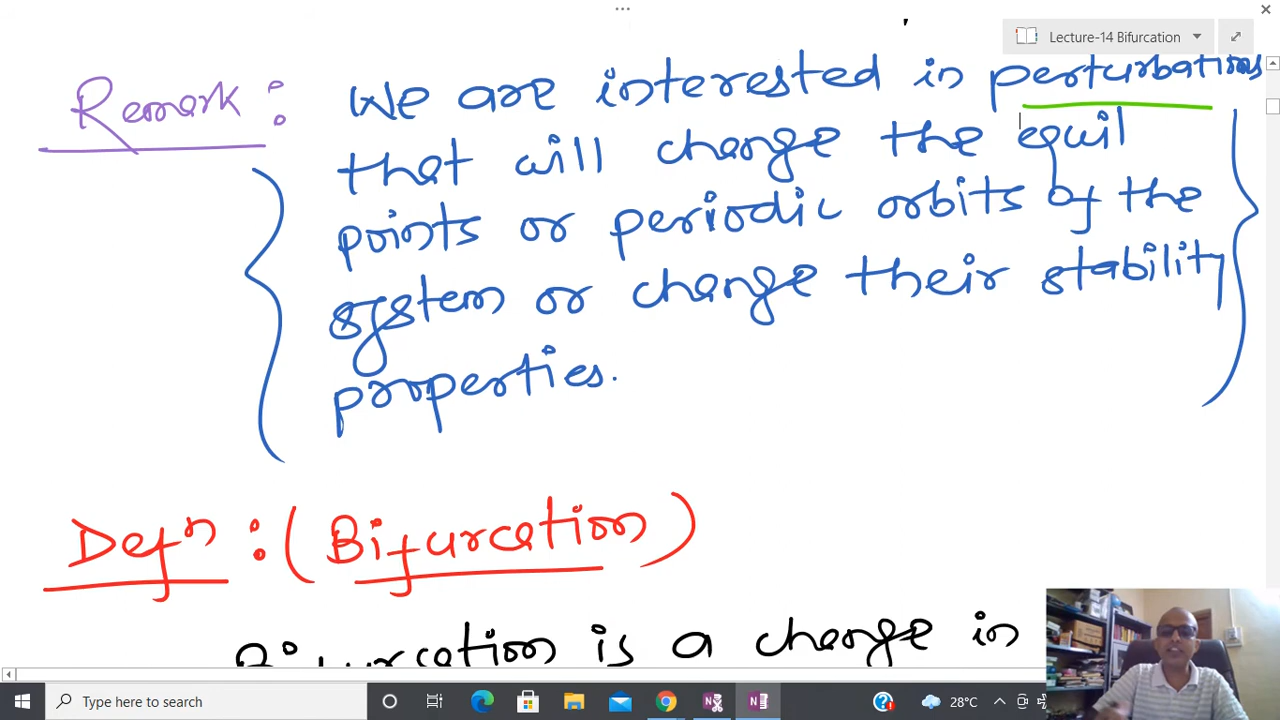 Lecture-14 Bifurcation
Remark : We are interested in perturbations
that will change the equil
points or periodic orbits of the
system or change their stability
properties.
Defn : (Bifurcation)
Bifurcation is a change in
Type here to search
28°C